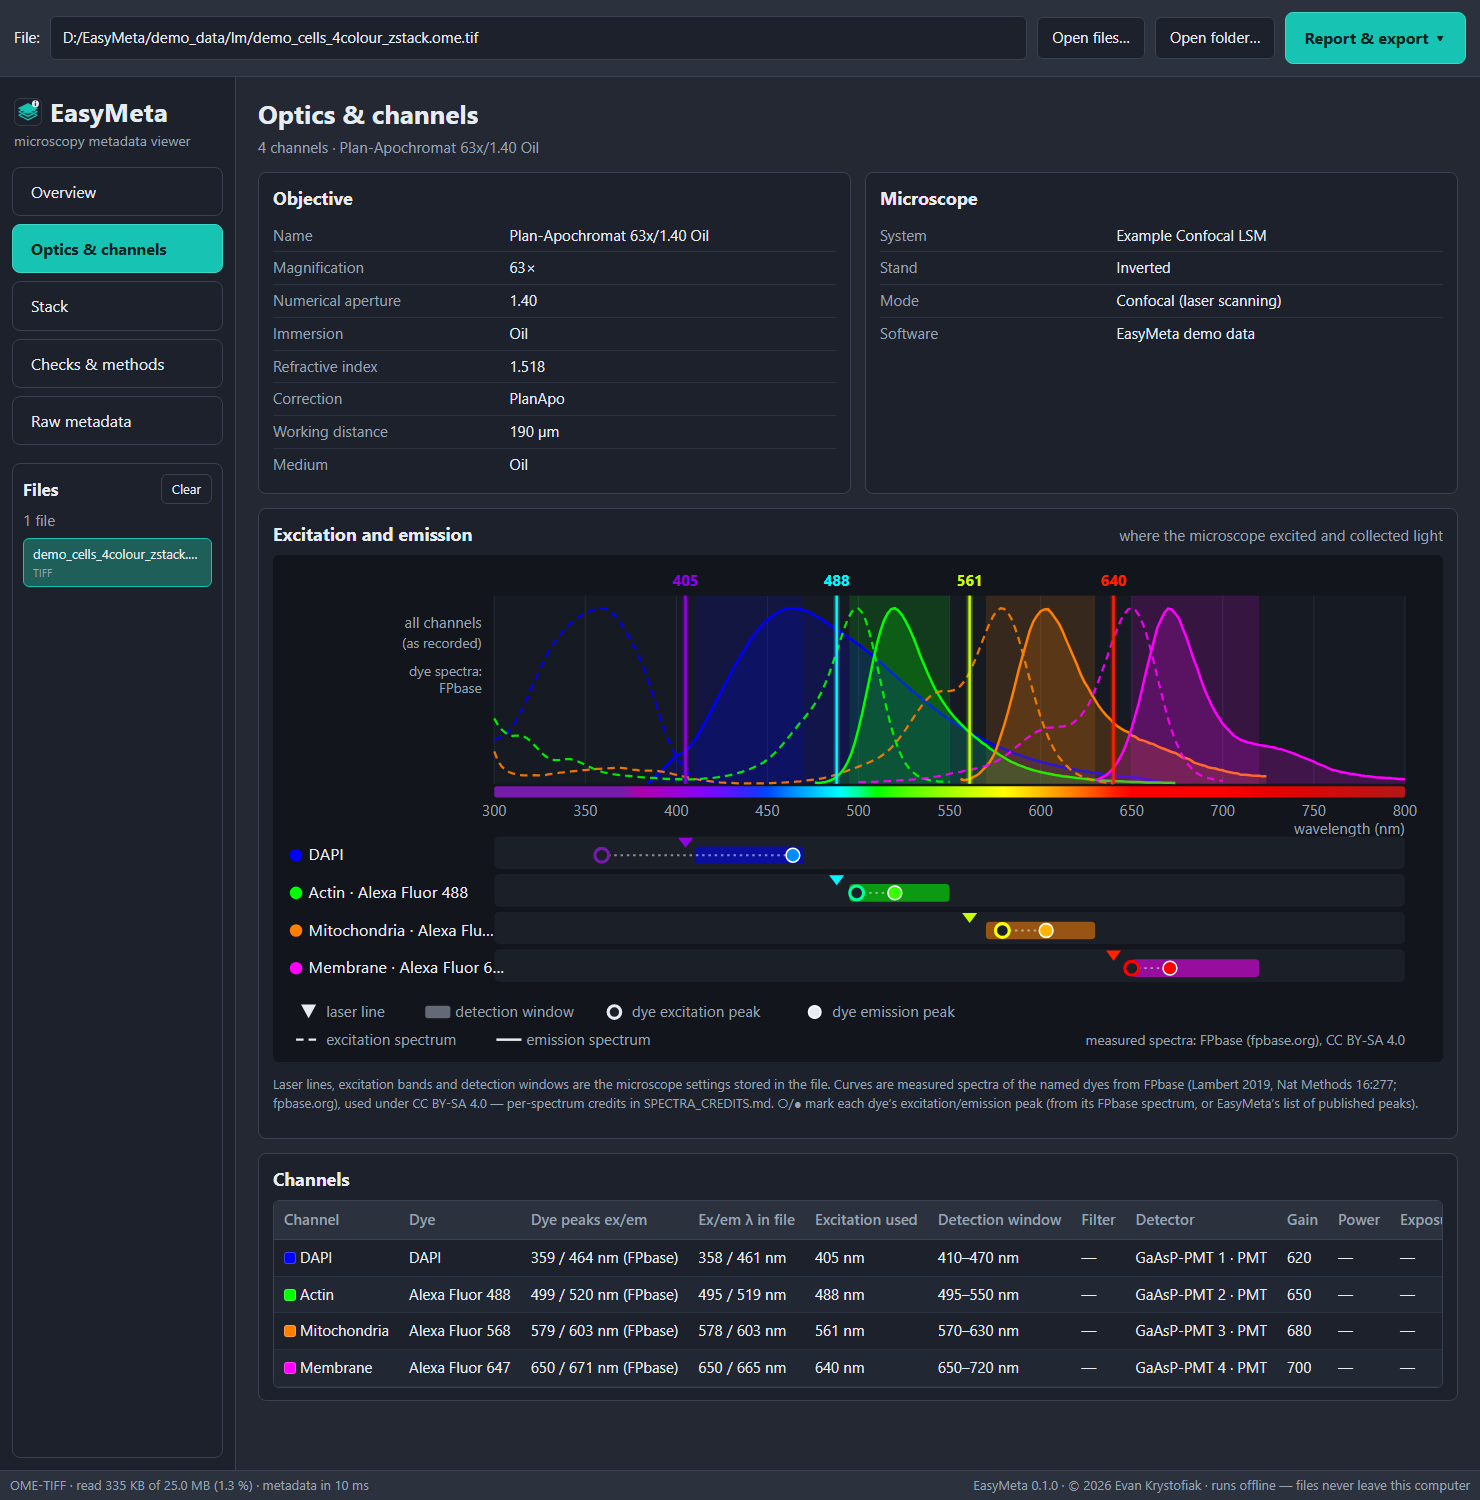 File:
D:/EasyMeta/demo_data/lm/demo_cells_4colour_zstack.ome.tif
Open files...
Open folder...
Report & export ▾
EasyMeta
microscopy metadata viewer
Overview
Optics & channels
Stack
Checks & methods
Raw metadata
Files
Clear
1 file
demo_cells_4colour_zstack....
TIFF
Optics & channels
4 channels · Plan-Apochromat 63x/1.40 Oil
Objective
Name Plan-Apochromat 63x/1.40 Oil
Magnification 63×
Numerical aperture 1.40
Immersion Oil
Refractive index 1.518
Correction PlanApo
Working distance 190 µm
Medium Oil
Microscope
System Example Confocal LSM
Stand Inverted
Mode Confocal (laser scanning)
Software EasyMeta demo data
Excitation and emission
where the microscope excited and collected light
405 488 561 640
all channels
(as recorded)
dye spectra:
FPbase
300 350 400 450 500 550 600 650 700 750 800
wavelength (nm)
DAPI
Actin · Alexa Fluor 488
Mitochondria · Alexa Flu...
Membrane · Alexa Fluor 6...
laser line detection window dye excitation peak dye emission peak
excitation spectrum emission spectrum
measured spectra: FPbase (fpbase.org), CC BY-SA 4.0
Laser lines, excitation bands and detection windows are the microscope settings stored in the file. Curves are measured spectra of the named dyes from FPbase (Lambert 2019, Nat Methods 16:277;
fpbase.org), used under CC BY-SA 4.0 — per-spectrum credits in SPECTRA_CREDITS.md. ○/● mark each dye's excitation/emission peak (from its FPbase spectrum, or EasyMeta's list of published peaks).
Channels
Channel Dye Dye peaks ex/em Ex/em λ in file Excitation used Detection window Filter Detector Gain Power Exposu
DAPI DAPI 359 / 464 nm (FPbase) 358 / 461 nm 405 nm 410–470 nm — GaAsP-PMT 1 · PMT 620 — —
Actin Alexa Fluor 488 499 / 520 nm (FPbase) 495 / 519 nm 488 nm 495–550 nm — GaAsP-PMT 2 · PMT 650 — —
Mitochondria Alexa Fluor 568 579 / 603 nm (FPbase) 578 / 603 nm 561 nm 570–630 nm — GaAsP-PMT 3 · PMT 680 — —
Membrane Alexa Fluor 647 650 / 671 nm (FPbase) 650 / 665 nm 640 nm 650–720 nm — GaAsP-PMT 4 · PMT 700 — —
OME-TIFF · read 335 KB of 25.0 MB (1.3 %) · metadata in 10 ms
EasyMeta 0.1.0 · © 2026 Evan Krystofiak · runs offline — files never leave this computer